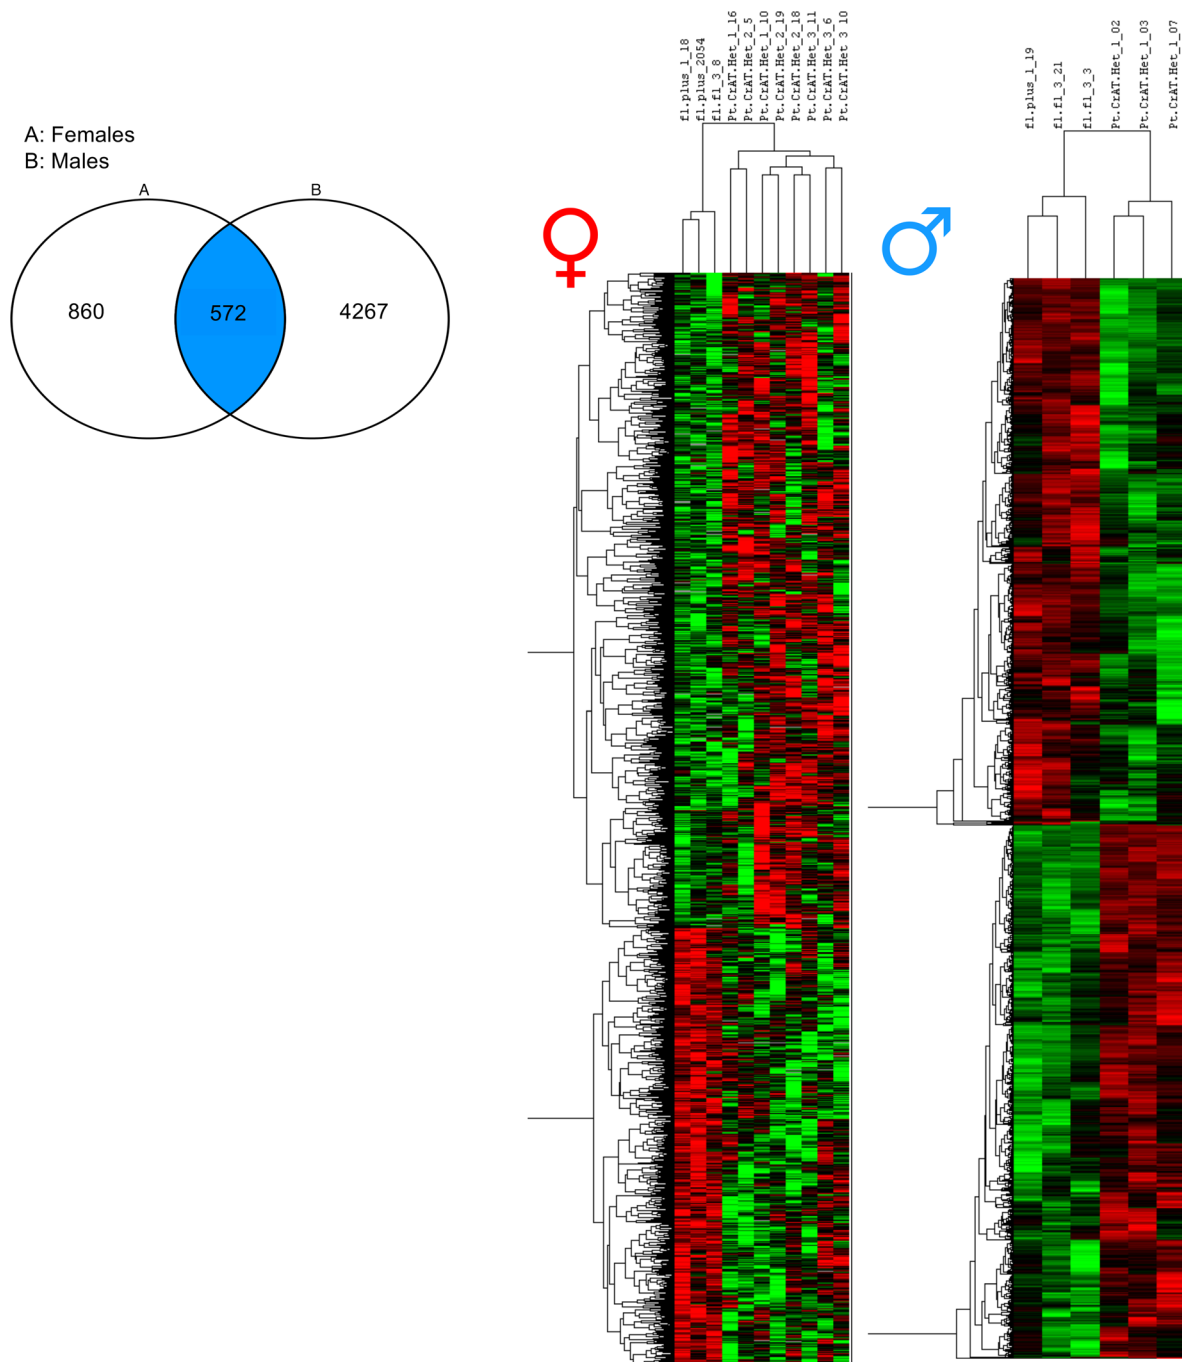 A: Females
B: Males
A
B
860
572
4267
fl.plus_1_18
fl.plus_2054
fl.fl_3_8
Pt.CrAT.Het_1_16
Pt.CrAT.Het_2_5
Pt.CrAT.Het_1_10
Pt.CrAT.Het_2_19
Pt.CrAT.Het_2_18
Pt.CrAT.Het_3_11
Pt.CrAT.Het_3_6
Pt.CrAT.Het_3_10
fl.plus_1_19
fl.fl_3_21
fl.fl_3_3
Pt.CrAT.Het_1_02
Pt.CrAT.Het_1_03
Pt.CrAT.Het_1_07